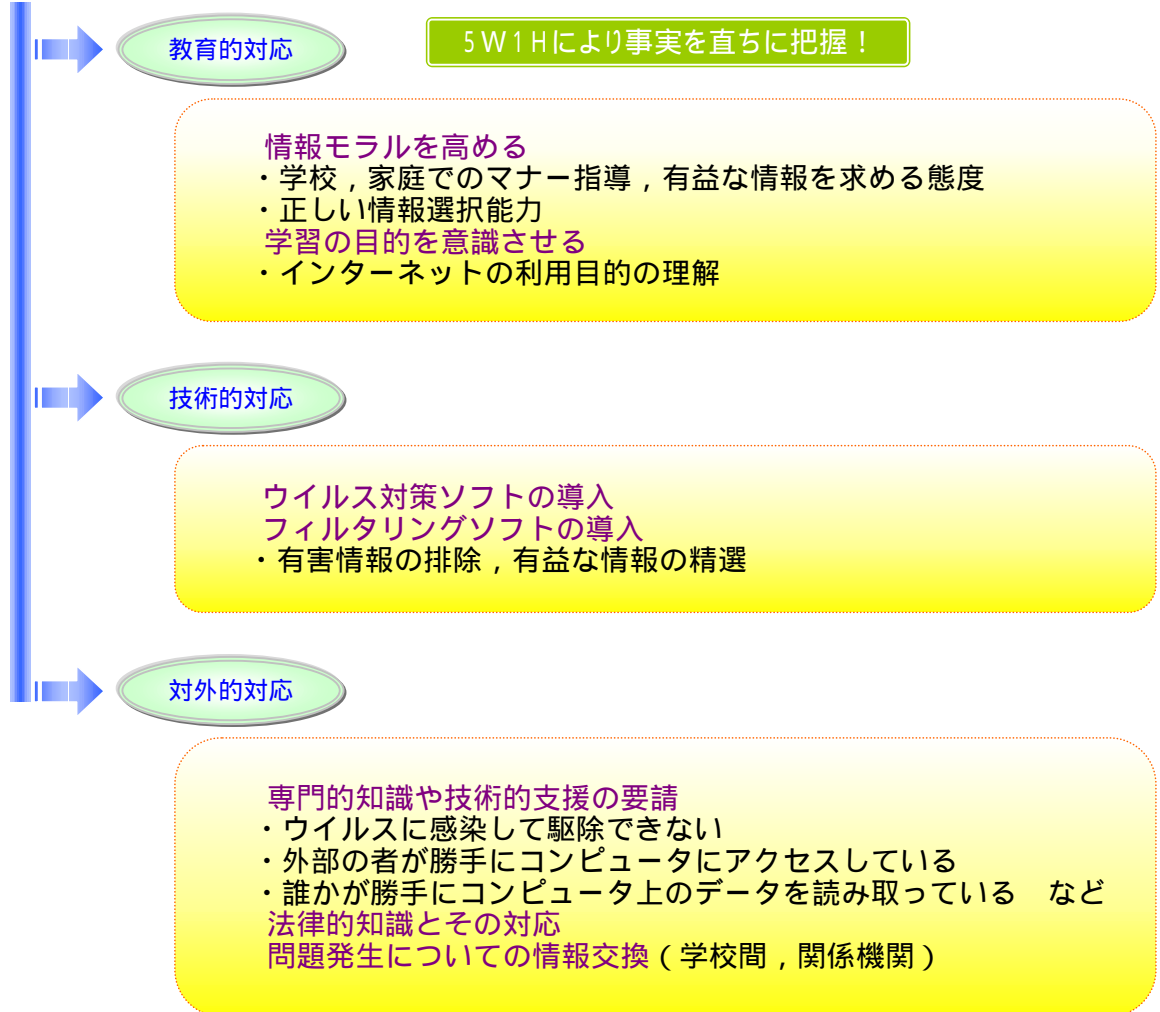 教育的対応
5W1Hにより事実を直ちに把握！
情報モラルを高める
・学校，家庭でのマナー指導，有益な情報を求める態度
・正しい情報選択能力
学習の目的を意識させる
・インターネットの利用目的の理解
技術的対応
ウイルス対策ソフトの導入
フィルタリングソフトの導入
・有害情報の排除，有益な情報の精選
対外的対応
専門的知識や技術的支援の要請
・ウイルスに感染して駆除できない
・外部の者が勝手にコンピュータにアクセスしている
・誰かが勝手にコンピュータ上のデータを読み取っている　など
法律的知識とその対応
問題発生についての情報交換（学校間，関係機関）